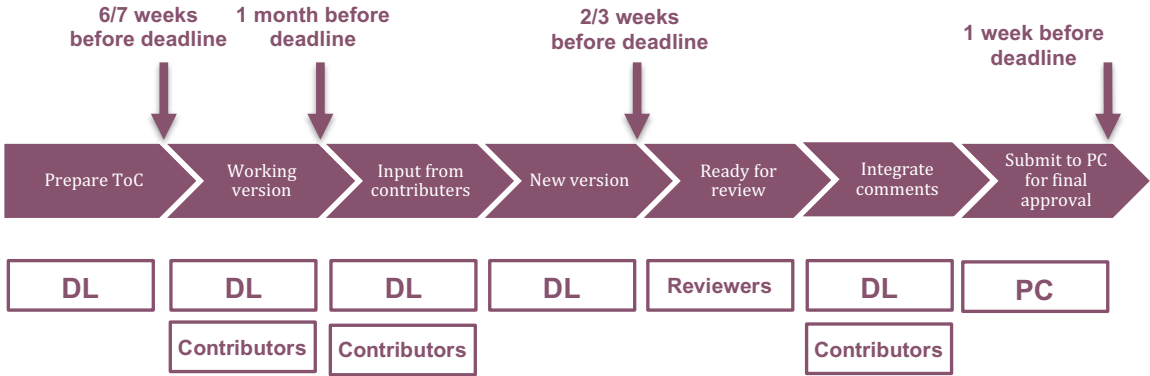 6/7 weeks
before deadline
1 month before
deadline
2/3 weeks
before deadline
1 week before
deadline
Prepare ToC
Working
version
Input from
contributers
New version
Ready for
review
Integrate
comments
Submit to PC
for final
approval
DL
DL
DL
DL
Reviewers
DL
PC
Contributors
Contributors
Contributors